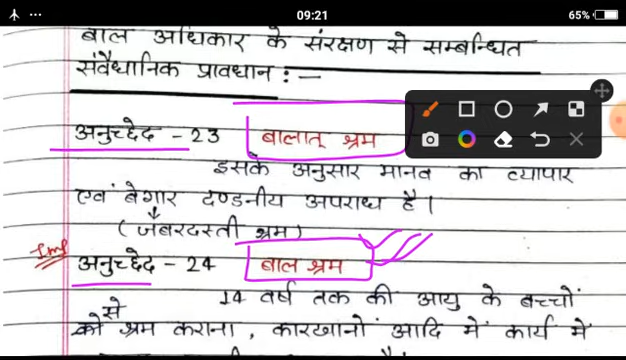 09:21
65%
बाल अधिकार के संरक्षण से सम्बन्धित
संवैधानिक प्रावधान : —
अनुच्छेद - 23 बालात् श्रम
इसके अनुसार मानव का व्यापार
एवं बेगार दण्डनीय अपराध है।
(जबरदस्ती श्रम)
Imp
अनुच्छेद - 24 बाल श्रम
14 वर्ष तक की आयु के बच्चों
से
को श्रम कराना, कारखानों आदि में कार्य में